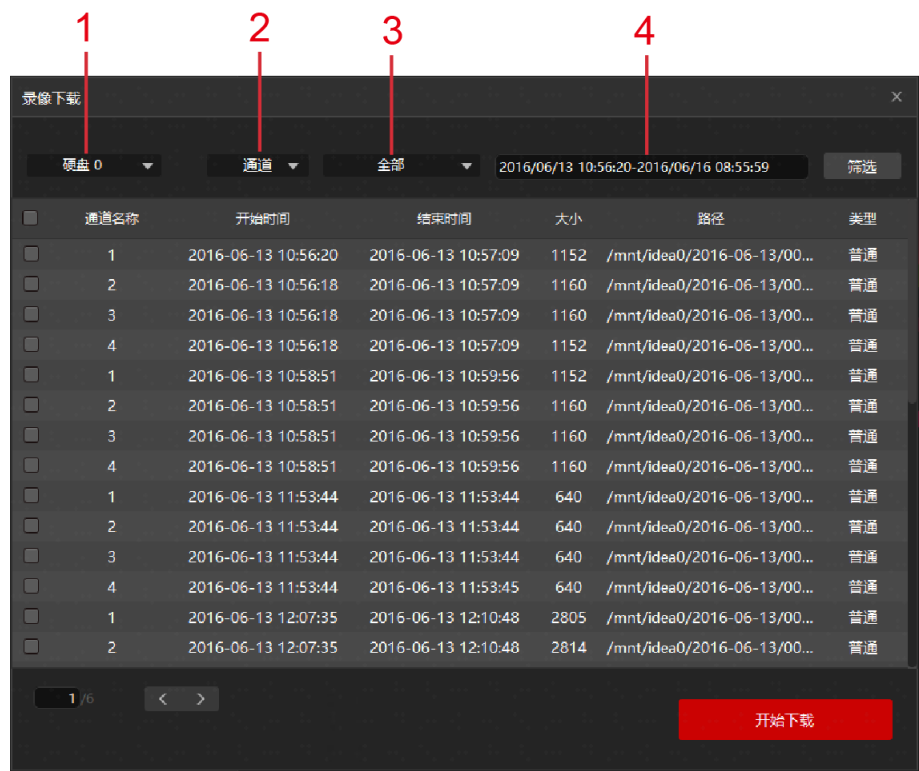 1 2 3 4
录像下载
硬盘 0 通道 全部 2016/06/13 10:56:20-2016/06/16 08:55:59 筛选
通道名称 开始时间 结束时间 大小 路径 类型
1 2016-06-13 10:56:20 2016-06-13 10:57:09 1152 /mnt/idea0/2016-06-13/00... 普通
2 2016-06-13 10:56:18 2016-06-13 10:57:09 1160 /mnt/idea0/2016-06-13/00... 普通
3 2016-06-13 10:56:18 2016-06-13 10:57:09 1160 /mnt/idea0/2016-06-13/00... 普通
4 2016-06-13 10:56:18 2016-06-13 10:57:09 1152 /mnt/idea0/2016-06-13/00... 普通
1 2016-06-13 10:58:51 2016-06-13 10:59:56 1152 /mnt/idea0/2016-06-13/00... 普通
2 2016-06-13 10:58:51 2016-06-13 10:59:56 1160 /mnt/idea0/2016-06-13/00... 普通
3 2016-06-13 10:58:51 2016-06-13 10:59:56 1160 /mnt/idea0/2016-06-13/00... 普通
4 2016-06-13 10:58:51 2016-06-13 10:59:56 1160 /mnt/idea0/2016-06-13/00... 普通
1 2016-06-13 11:53:44 2016-06-13 11:53:44 640 /mnt/idea0/2016-06-13/00... 普通
2 2016-06-13 11:53:44 2016-06-13 11:53:44 640 /mnt/idea0/2016-06-13/00... 普通
3 2016-06-13 11:53:44 2016-06-13 11:53:44 640 /mnt/idea0/2016-06-13/00... 普通
4 2016-06-13 11:53:44 2016-06-13 11:53:45 640 /mnt/idea0/2016-06-13/00... 普通
1 2016-06-13 12:07:35 2016-06-13 12:10:48 2805 /mnt/idea0/2016-06-13/00... 普通
2 2016-06-13 12:07:35 2016-06-13 12:10:48 2814 /mnt/idea0/2016-06-13/00... 普通
1/6
开始下载